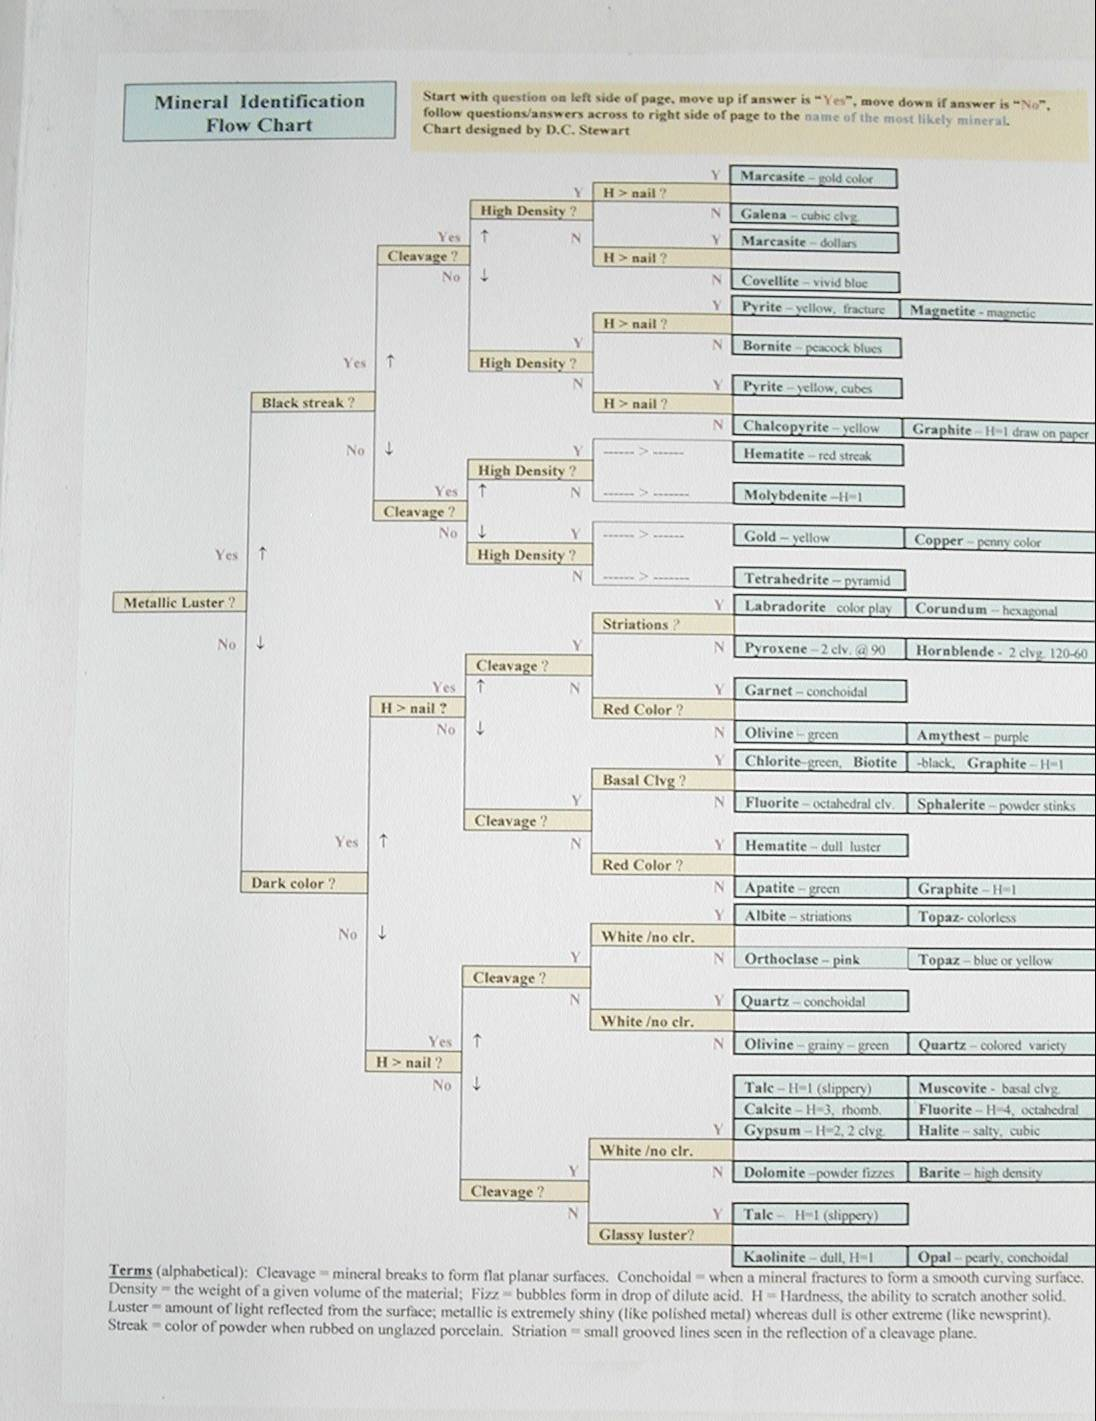 Mineral Identification
Flow Chart
Start with question on left side of page, move up if answer is “Yes”, move down if answer is “No”,
follow questions/answers across to right side of page to the name of the most likely mineral.
Chart designed by D.C. Stewart
Y Marcasite – gold color
Y H > nail ?
High Density ? N Galena – cubic clvg.
Yes ↑ N Y Marcasite – dollars
Cleavage ? H > nail ?
No ↓ N Covellite – vivid blue
Y Pyrite – yellow, fracture Magnetite - magnetic
H > nail ?
Y N Bornite – peacock blues
Yes ↑ High Density ?
N Y Pyrite – yellow, cubes
Black streak ? H > nail ?
N Chalcopyrite – yellow Graphite – H=1 draw on paper
No ↓ Y ------ > ------ Hematite – red streak
High Density ?
Yes ↑ N ------ > ------- Molybdenite –H=1
Cleavage ?
No ↓ Y ------ > ------ Gold – yellow Copper – penny color
Yes ↑ High Density ?
N ------ > ------- Tetrahedrite – pyramid
Metallic Luster ? Y Labradorite color play Corundum – hexagonal
Striations ?
No ↓ Y N Pyroxene – 2 clv. @ 90 Hornblende - 2 clvg. 120-60
Cleavage ?
Yes ↑ N Y Garnet – conchoidal
H > nail ? Red Color ?
No ↓ N Olivine – green Amythest – purple
Y Chlorite–green, Biotite -black, Graphite – H=1
Basal Clvg ?
Y N Fluorite – octahedral clv. Sphalerite – powder stinks
Cleavage ?
Yes ↑ N Y Hematite – dull luster
Red Color ?
Dark color ? N Apatite – green Graphite – H=1
Y Albite – striations Topaz- colorless
No ↓ White /no clr.
Y N Orthoclase – pink Topaz – blue or yellow
Cleavage ?
N Y Quartz – conchoidal
White /no clr.
Yes ↑ N Olivine – grainy – green Quartz – colored variety
H > nail ?
No ↓ Talc – H=1 (slippery) Muscovite - basal clvg.
Calcite – H=3, rhomb. Fluorite – H=4, octahedral
Y Gypsum – H=2, 2 clvg. Halite – salty, cubic
White /no clr.
Y N Dolomite –powder fizzes Barite – high density
Cleavage ?
N Y Talc – H=1 (slippery)
Glassy luster?
Kaolinite – dull, H=1 Opal – pearly, conchoidal
Terms (alphabetical): Cleavage = mineral breaks to form flat planar surfaces. Conchoidal = when a mineral fractures to form a smooth curving surface.
Density = the weight of a given volume of the material; Fizz = bubbles form in drop of dilute acid. H = Hardness, the ability to scratch another solid.
Luster = amount of light reflected from the surface; metallic is extremely shiny (like polished metal) whereas dull is other extreme (like newsprint).
Streak = color of powder when rubbed on unglazed porcelain. Striation = small grooved lines seen in the reflection of a cleavage plane.